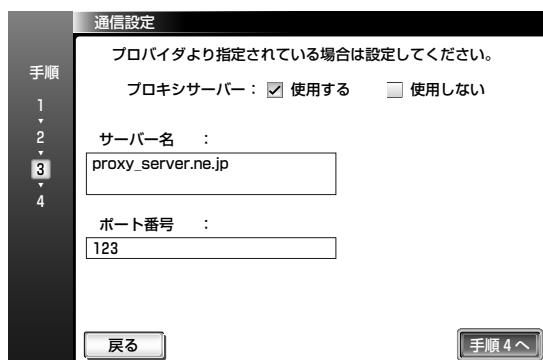 通信設定
プロバイダより指定されている場合は設定してください。
手順
1
2
3
4
プロキシサーバー： 使用する 使用しない
サーバー名 ：
proxy_server.ne.jp
ポート番号 ：
123
戻る
手順 4 へ